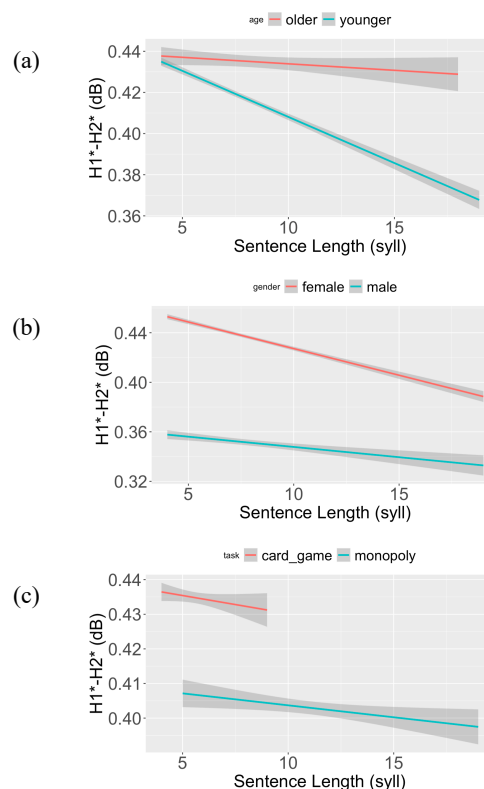 age older younger
(a)
H1*-H2* (dB)
0.44
0.42
0.40
0.38
0.36
5 10 15
Sentence Length (syll)
gender female male
(b)
H1*-H2* (dB)
0.44
0.40
0.36
0.32
5 10 15
Sentence Length (syll)
task card_game monopoly
(c)
H1*-H2* (dB)
0.44
0.43
0.41
0.40
5 10 15
Sentence Length (syll)